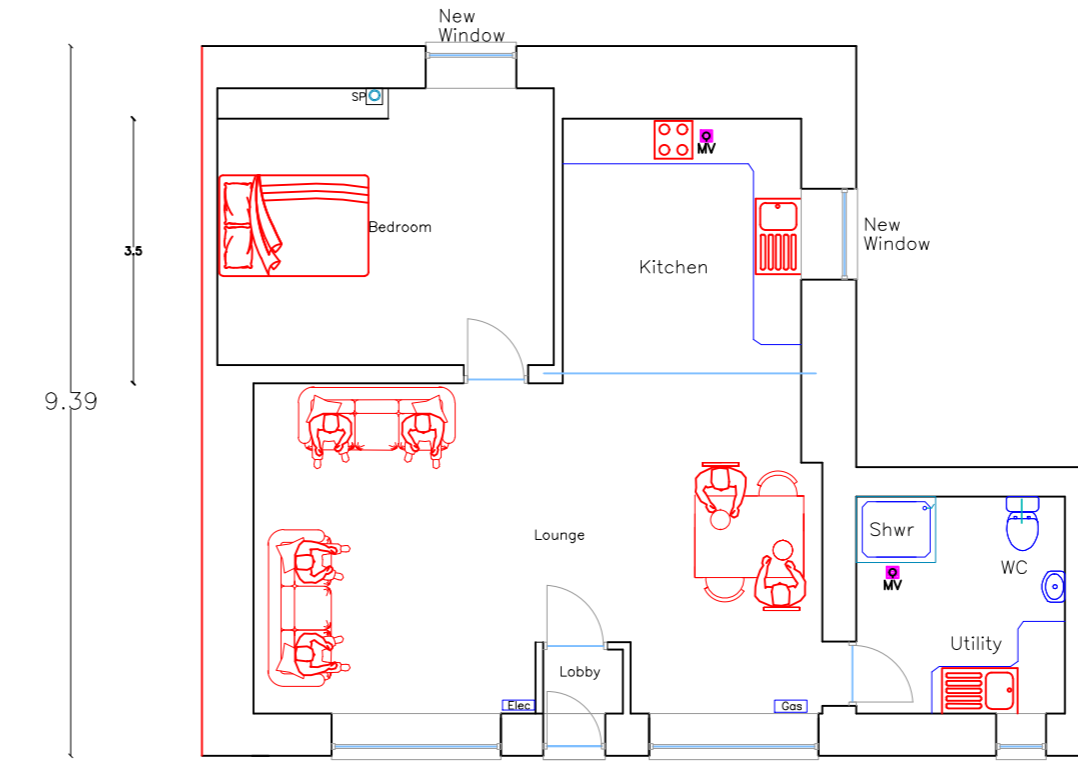 New
Window
SP
MV
Bedroom
3.5
New
Window
Kitchen
9.39
Lounge
Shwr
WC
MV
Utility
Lobby
Elec
Gas